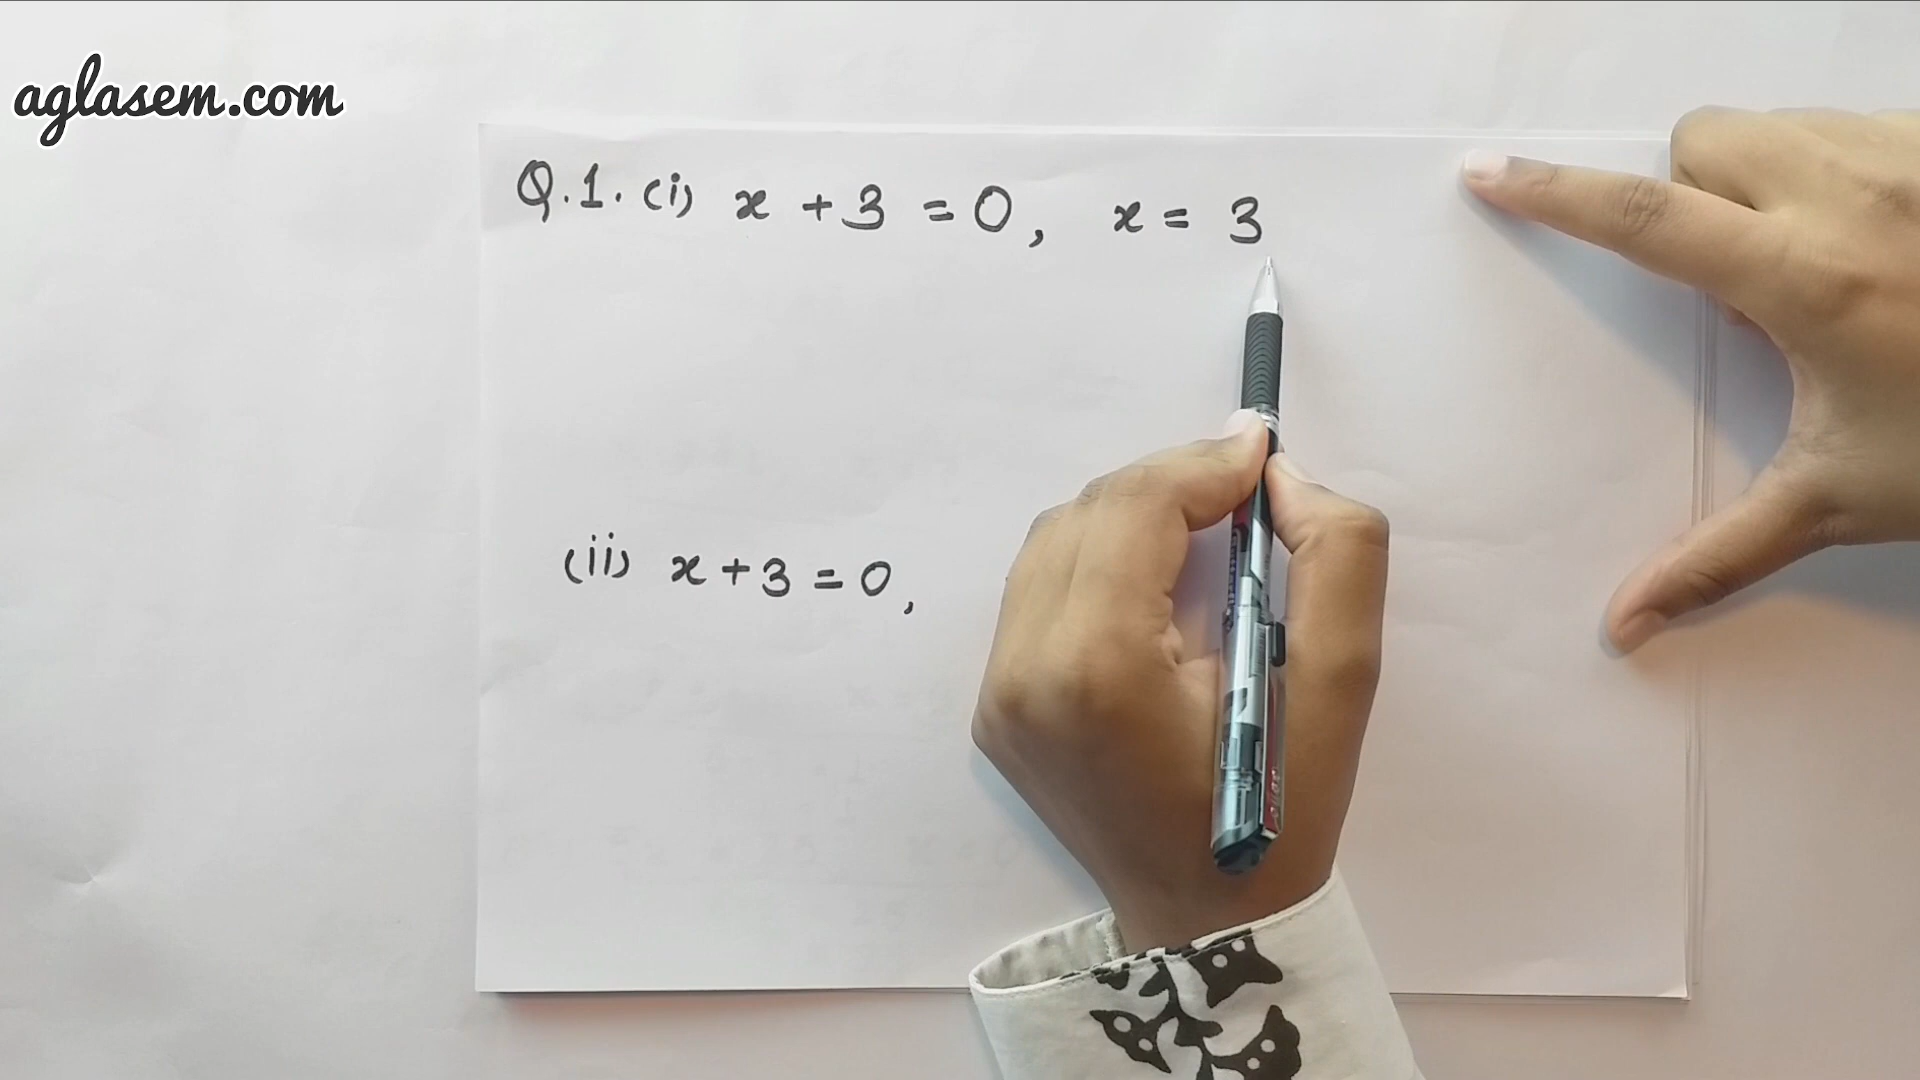 aglasem.com
Q.1. (i) x + 3 = 0, x = 3
(ii) x + 3 = 0,